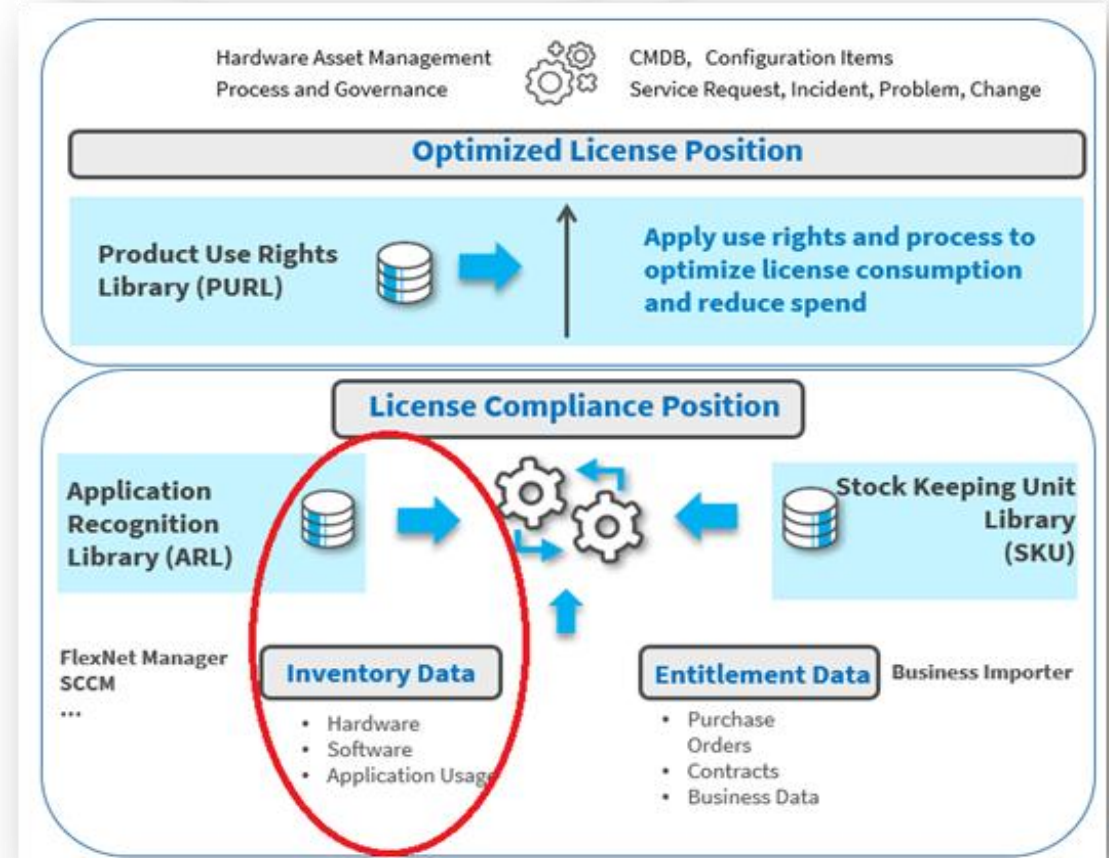 Hardware Asset Management
Process and Governance
CMDB, Configuration Items
Service Request, Incident, Problem, Change
Optimized License Position
Product Use Rights
Library (PURL)
Apply use rights and process to
optimize license consumption
and reduce spend
License Compliance Position
Application
Recognition
Library (ARL)
Stock Keeping Unit
Library
(SKU)
FlexNet Manager
SCCM
...
Inventory Data
• Hardware
• Software
• Application Usage
Entitlement Data
• Purchase
Orders
• Contracts
• Business Data
Business Importer